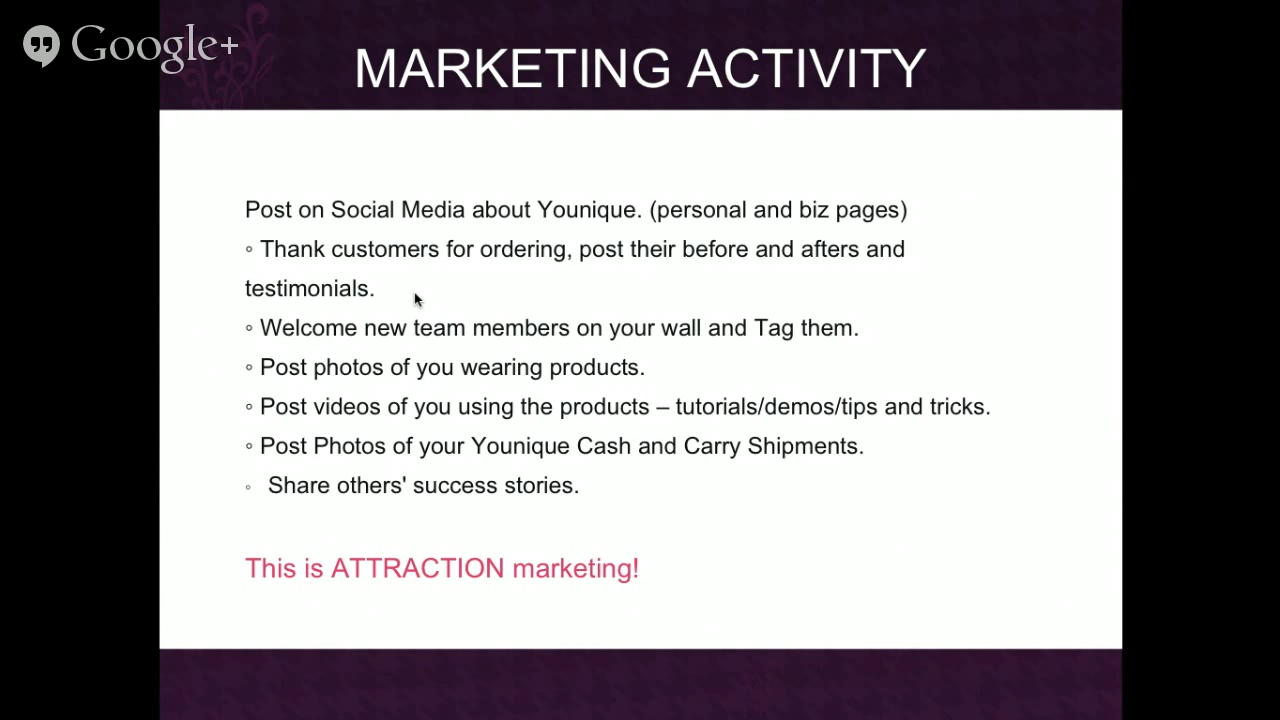 Google+
MARKETING ACTIVITY
Post on Social Media about Younique. (personal and biz pages)
◦ Thank customers for ordering, post their before and afters and
testimonials.
◦ Welcome new team members on your wall and Tag them.
◦ Post photos of you wearing products.
◦ Post videos of you using the products – tutorials/demos/tips and tricks.
◦ Post Photos of your Younique Cash and Carry Shipments.
◦ Share others' success stories.
This is ATTRACTION marketing!